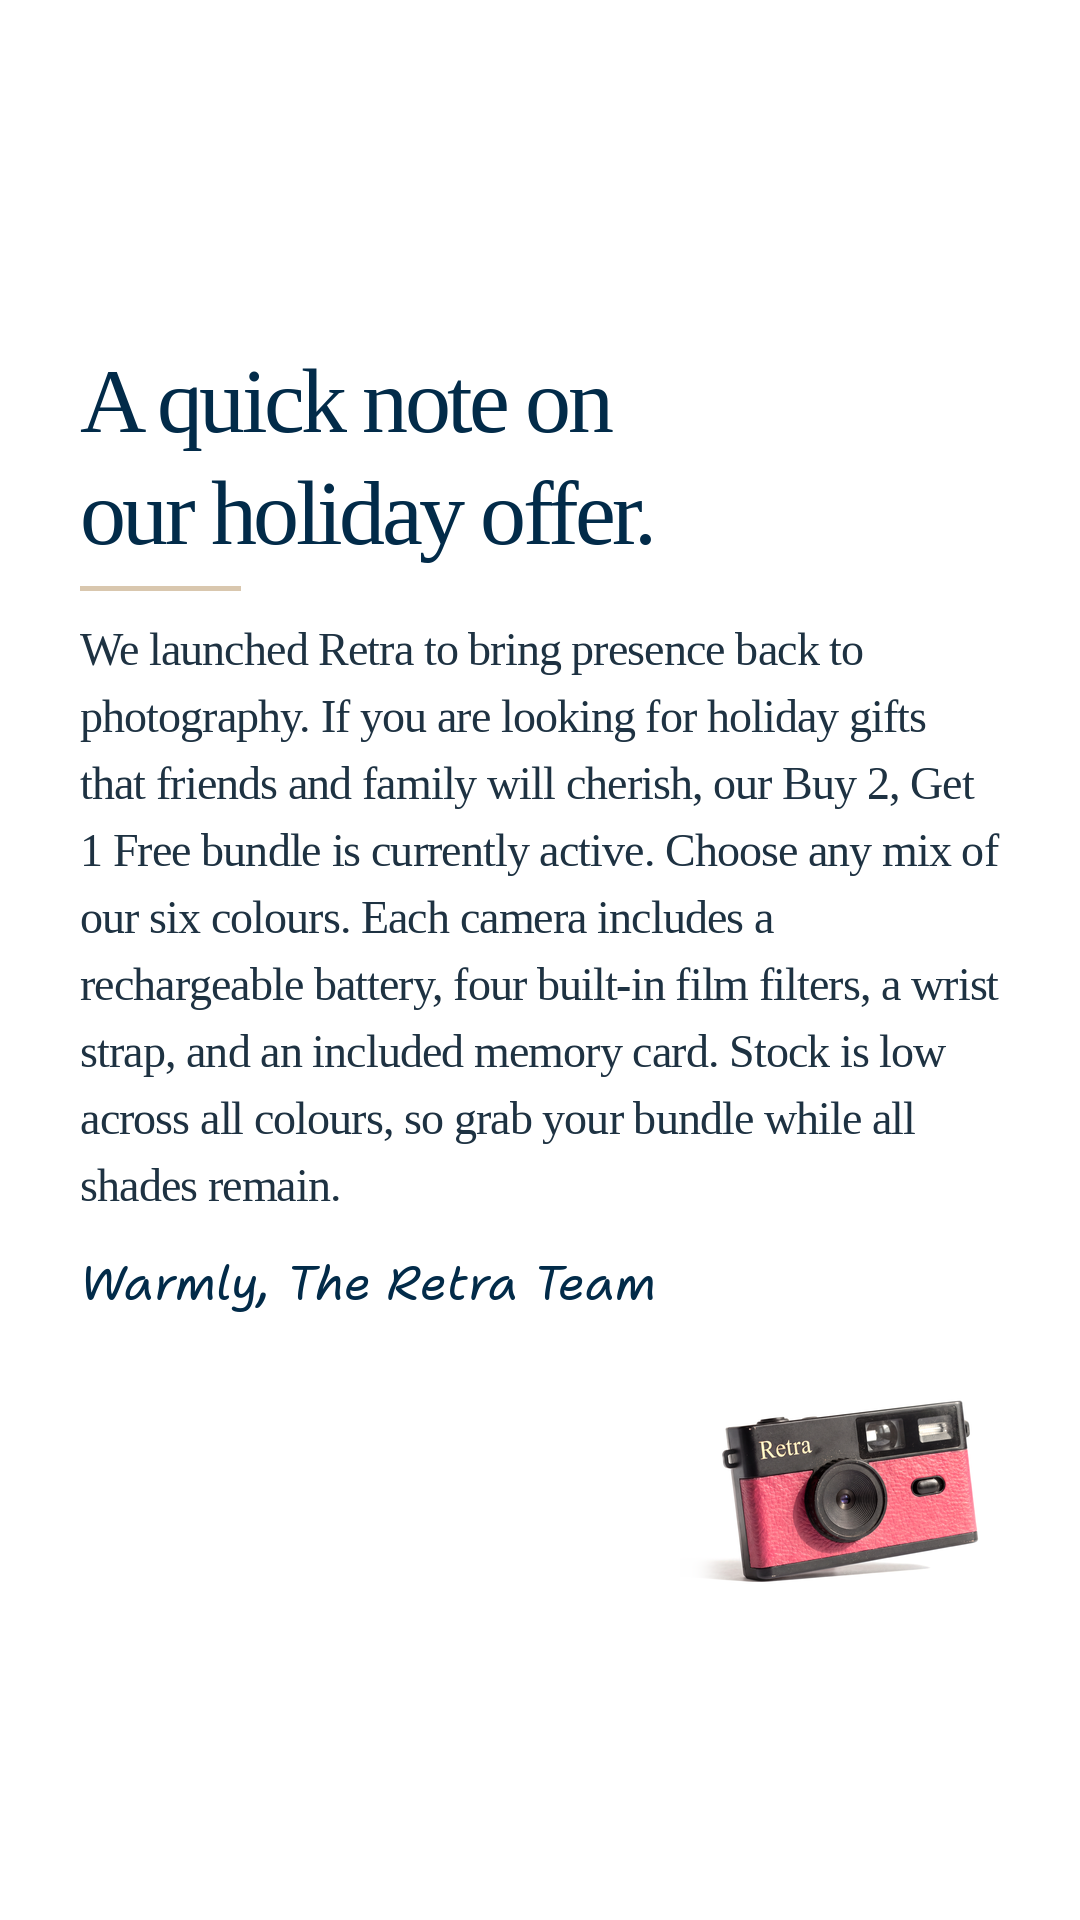 A quick note on
our holiday offer.
We launched Retra to bring presence back to
photography. If you are looking for holiday gifts
that friends and family will cherish, our Buy 2, Get
1 Free bundle is currently active. Choose any mix of
our six colours. Each camera includes a
rechargeable battery, four built-in film filters, a wrist
strap, and an included memory card. Stock is low
across all colours, so grab your bundle while all
shades remain.
Warmly, The Retra Team
Retra